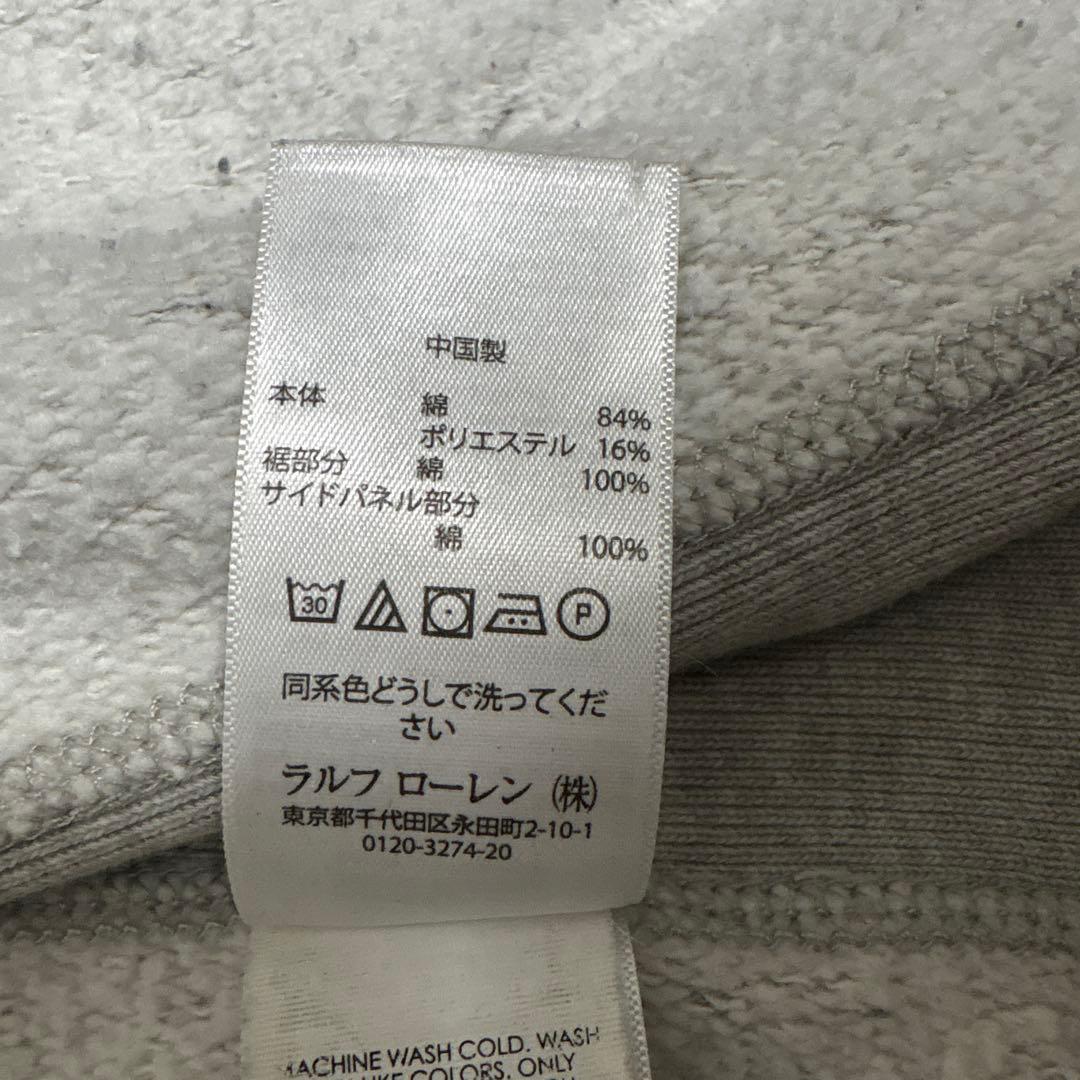 中国製
本体 綿 84%
ポリエステル 16%
裾部分 綿 100%
サイドパネル部分
綿 100%
30 P
同系色どうしで洗ってくだ
さい
ラルフ ローレン (株)
東京都千代田区永田町2-10-1
0120-3274-20
MACHINE WASH COLD. WASH
LIKE COLORS. ONLY